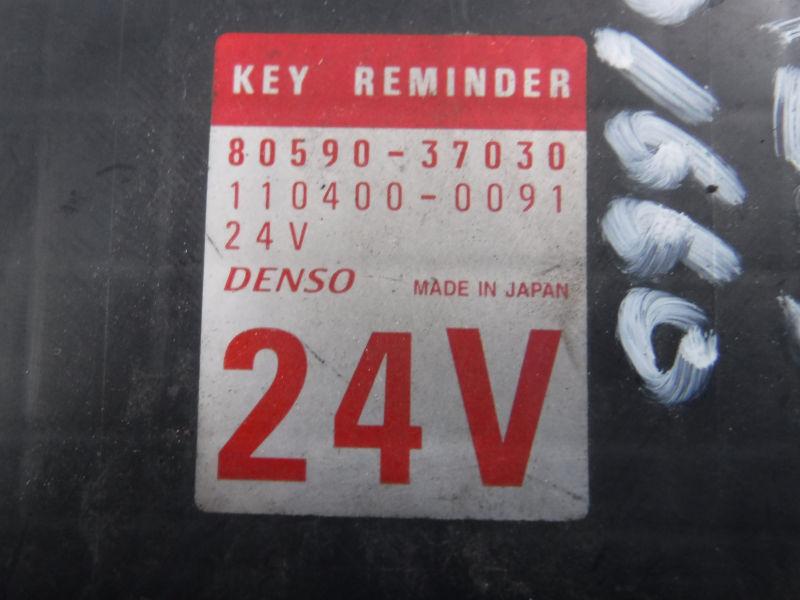 KEY REMINDER
80590-37030
110400-0091
24V
DENSO MADE IN JAPAN
24V